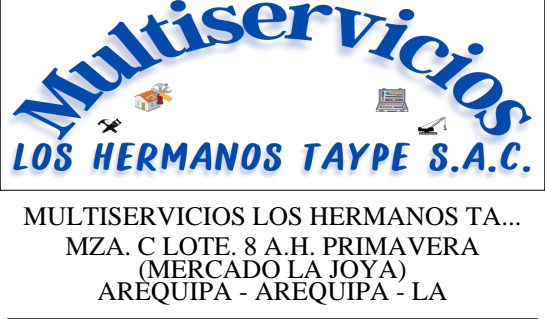 Multiservicios
LOS HERMANOS TAYPE S.A.C.
MULTISERVICIOS LOS HERMANOS TA...
MZA. C LOTE. 8 A.H. PRIMAVERA
(MERCADO LA JOYA)
AREQUIPA - AREQUIPA - LA